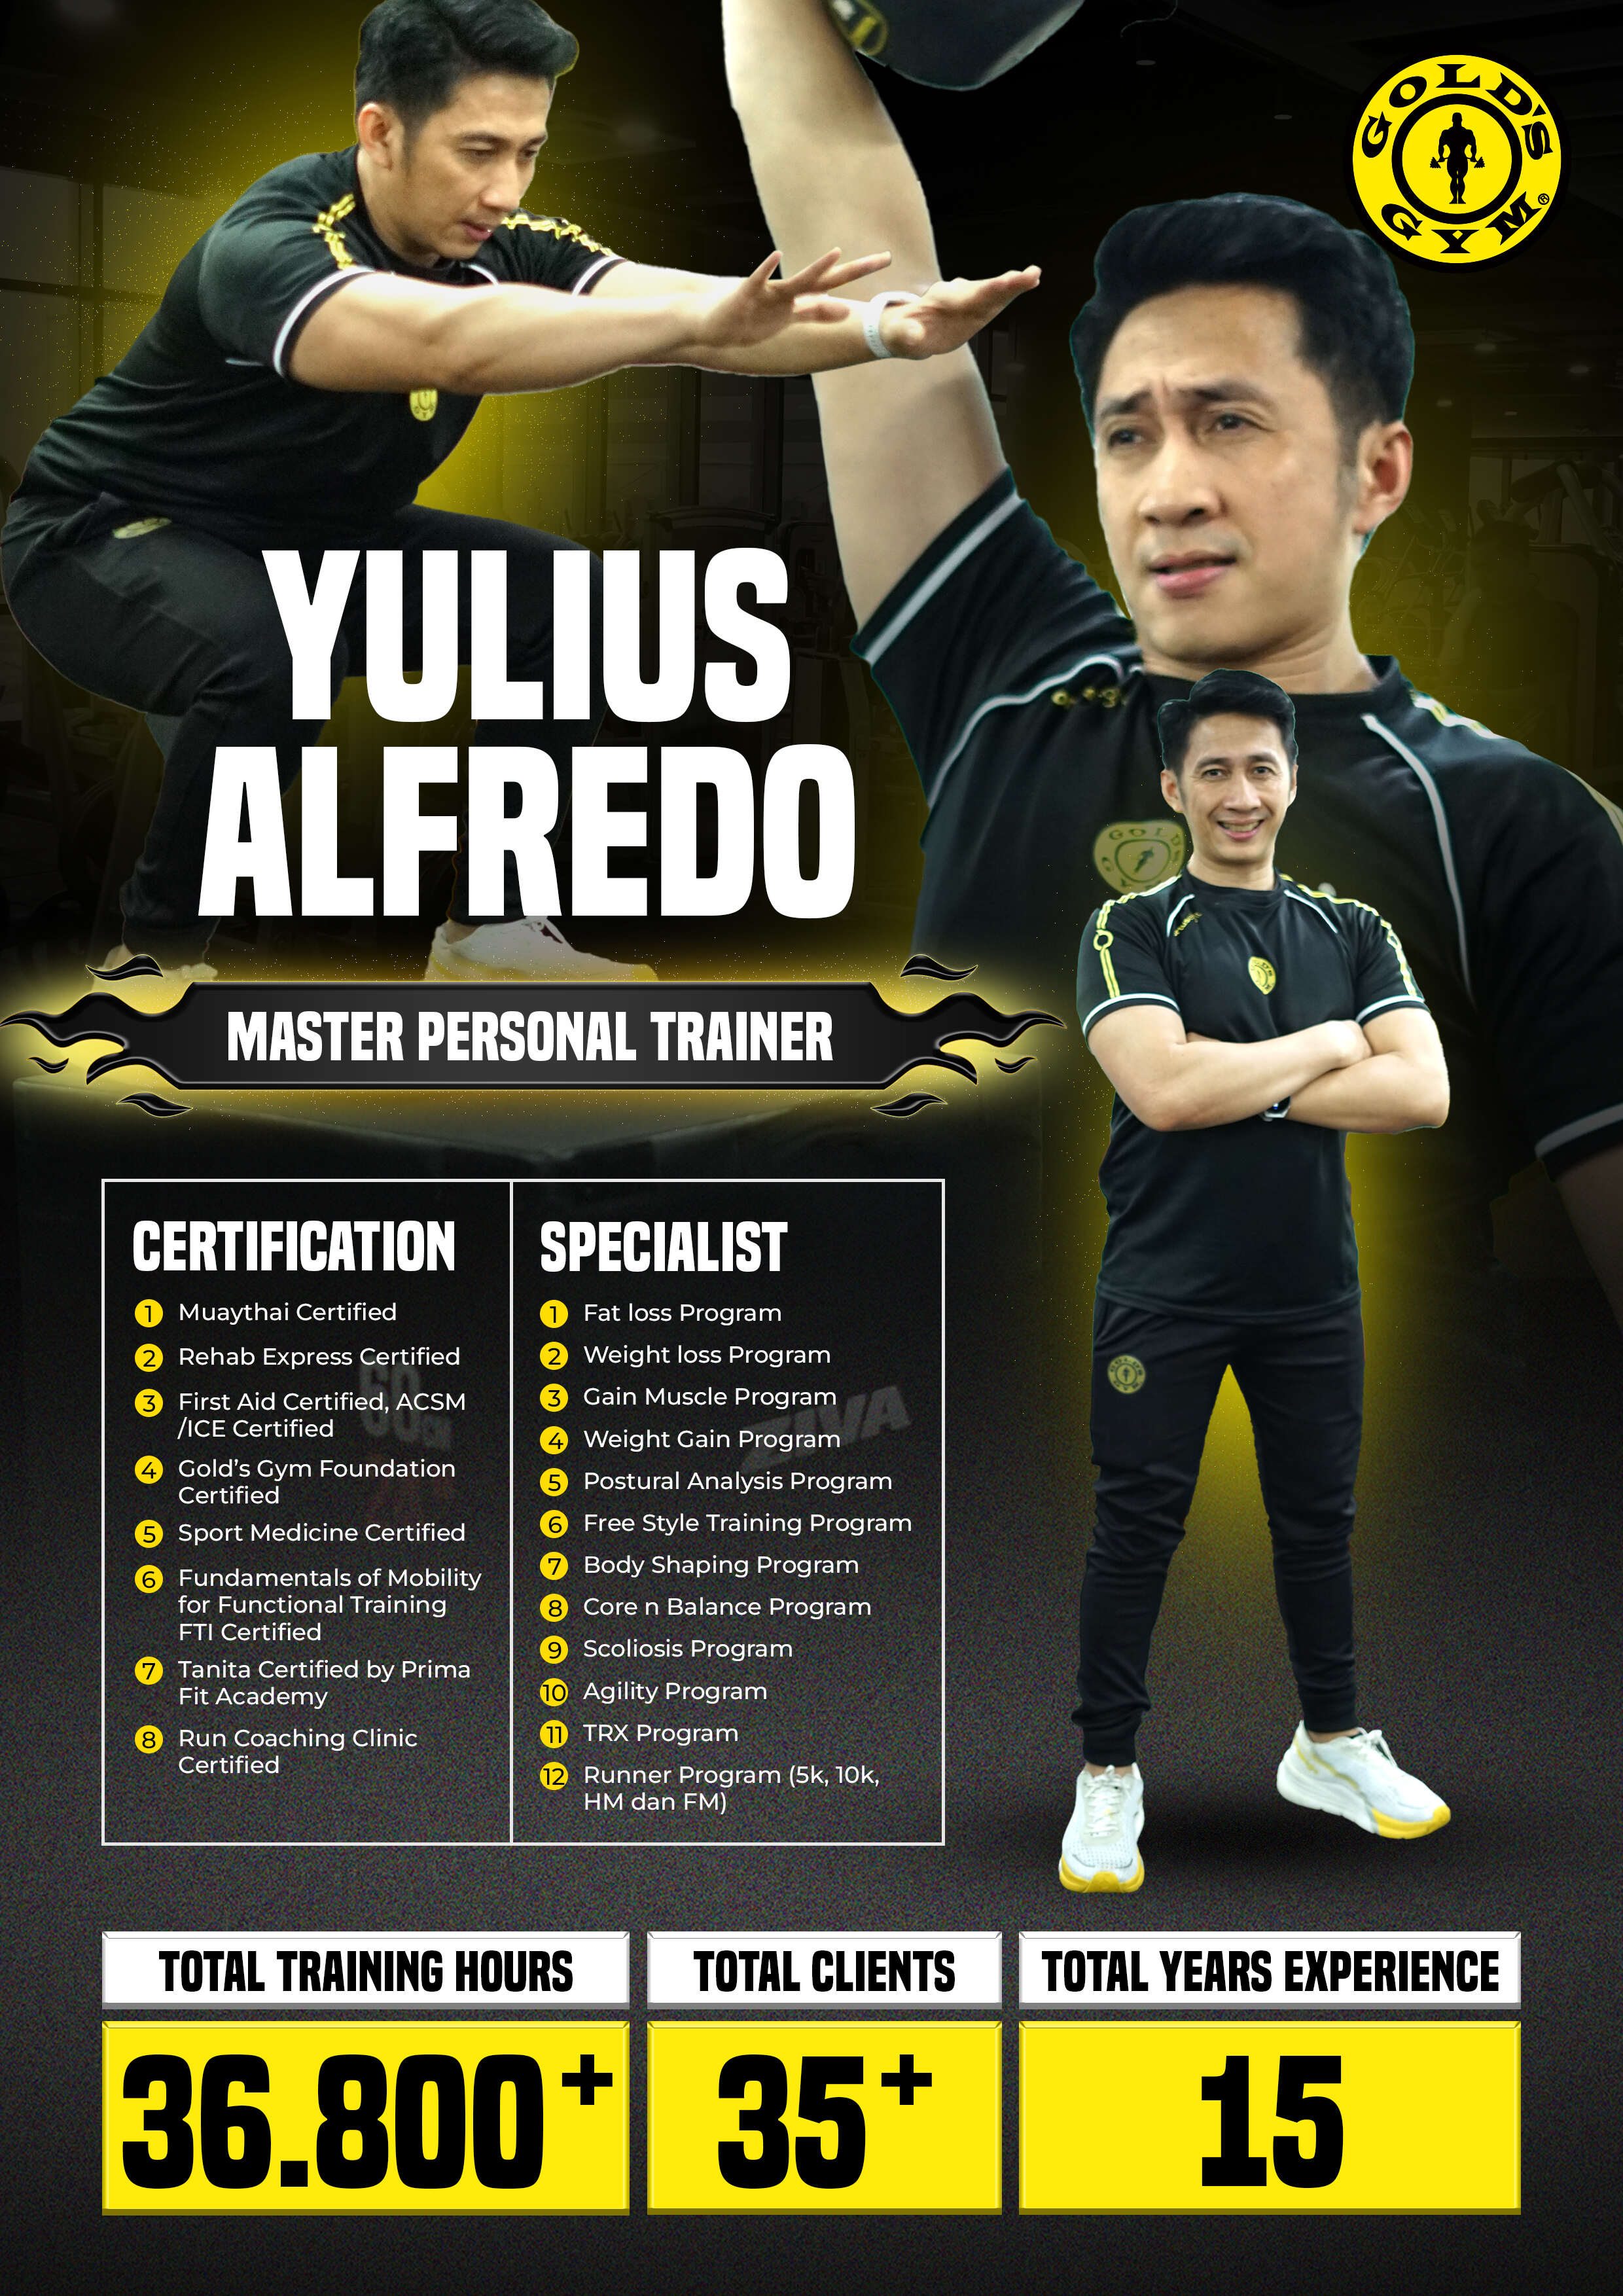 GOLD'S
GYM®
YULIUS
ALFREDO
MASTER PERSONAL TRAINER
CERTIFICATION
1 Muaythai Certified
2 Rehab Express Certified
3 First Aid Certified, ACSM
/ICE Certified
4 Gold's Gym Foundation
Certified
5 Sport Medicine Certified
6 Fundamentals of Mobility
for Functional Training
FTI Certified
7 Tanita Certified by Prima
Fit Academy
8 Run Coaching Clinic
Certified
SPECIALIST
1 Fat loss Program
2 Weight loss Program
3 Gain Muscle Program
4 Weight Gain Program
5 Postural Analysis Program
6 Free Style Training Program
7 Body Shaping Program
8 Core n Balance Program
9 Scoliosis Program
10 Agility Program
11 TRX Program
12 Runner Program (5k, 10k,
HM dan FM)
60CM
ZIVA
TOTAL TRAINING HOURS
36.800+
TOTAL CLIENTS
35+
TOTAL YEARS EXPERIENCE
15
GOLD'S
GYM